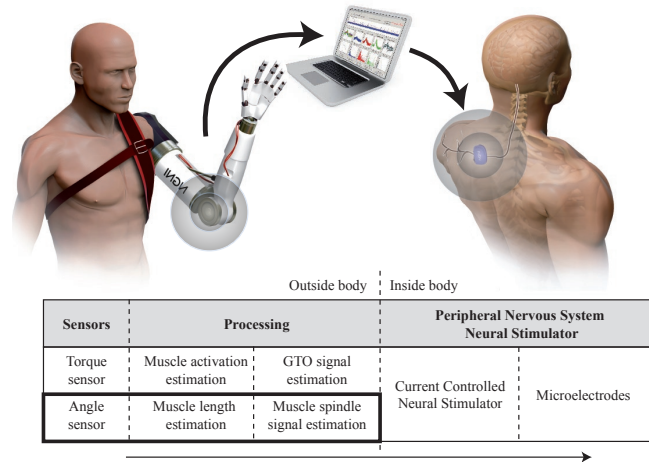 NGNI
Outside body
Inside body
Sensors
Processing
Peripheral Nervous System
Neural Stimulator
Torque
sensor
Muscle activation
estimation
GTO signal
estimation
Current Controlled
Neural Stimulator
Microelectrodes
Angle
sensor
Muscle length
estimation
Muscle spindle
signal estimation